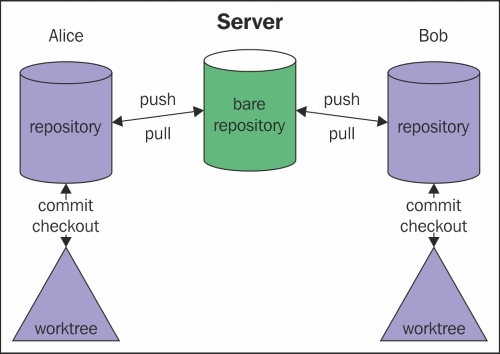 Server
Alice
Bob
repository
push
pull
bare
repository
push
pull
repository
commit
checkout
commit
checkout
worktree
worktree